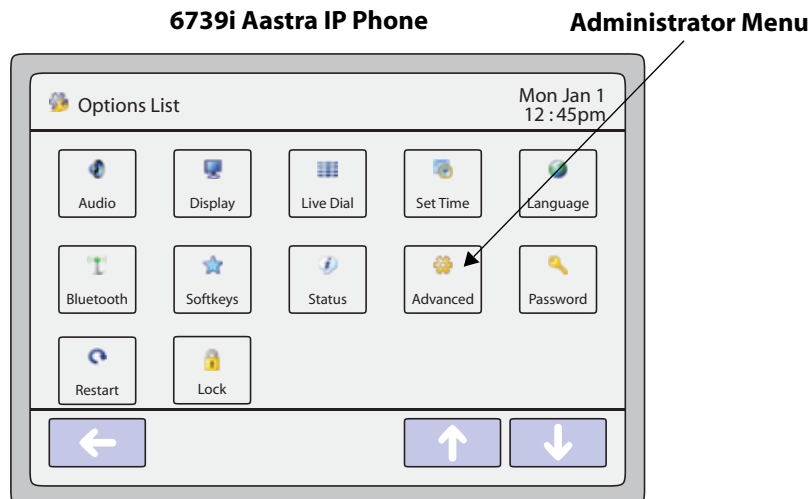 6739i Aastra IP Phone
Administrator Menu
Options List
Mon Jan 1
12 : 45pm
Audio
Display
Live Dial
Set Time
Language
Bluetooth
Softkeys
Status
Advanced
Password
Restart
Lock